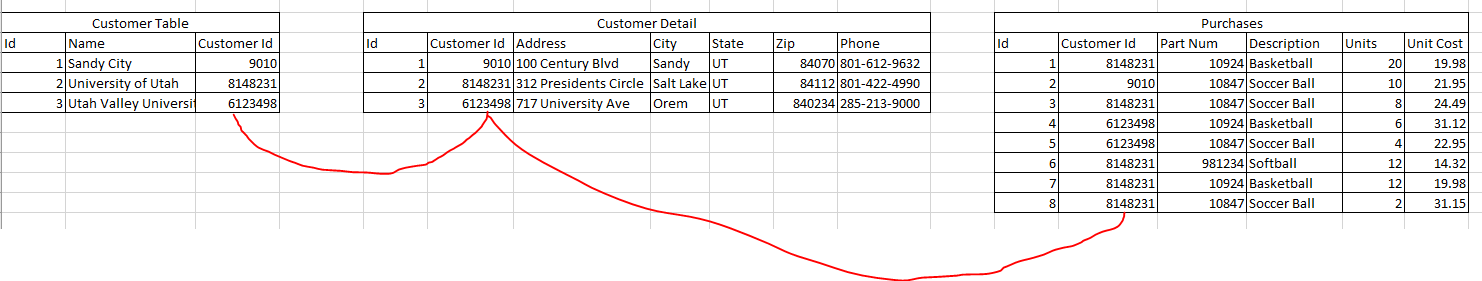 Customer Table
Id Name Customer Id
1 Sandy City 9010
2 University of Utah 8148231
3 Utah Valley Universit 6123498
Customer Detail
Id Customer Id Address City State Zip Phone
1 9010 100 Century Blvd Sandy UT 84070 801-612-9632
2 8148231 312 Presidents Circle Salt Lake UT 84112 801-422-4990
3 6123498 717 University Ave Orem UT 840234 285-213-9000
Purchases
Id Customer Id Part Num Description Units Unit Cost
1 8148231 10924 Basketball 20 19.98
2 9010 10847 Soccer Ball 10 21.95
3 8148231 10847 Soccer Ball 8 24.49
4 6123498 10924 Basketball 6 31.12
5 6123498 10847 Soccer Ball 4 22.95
6 8148231 981234 Softball 12 14.32
7 8148231 10924 Basketball 12 19.98
8 8148231 10847 Soccer Ball 2 31.15